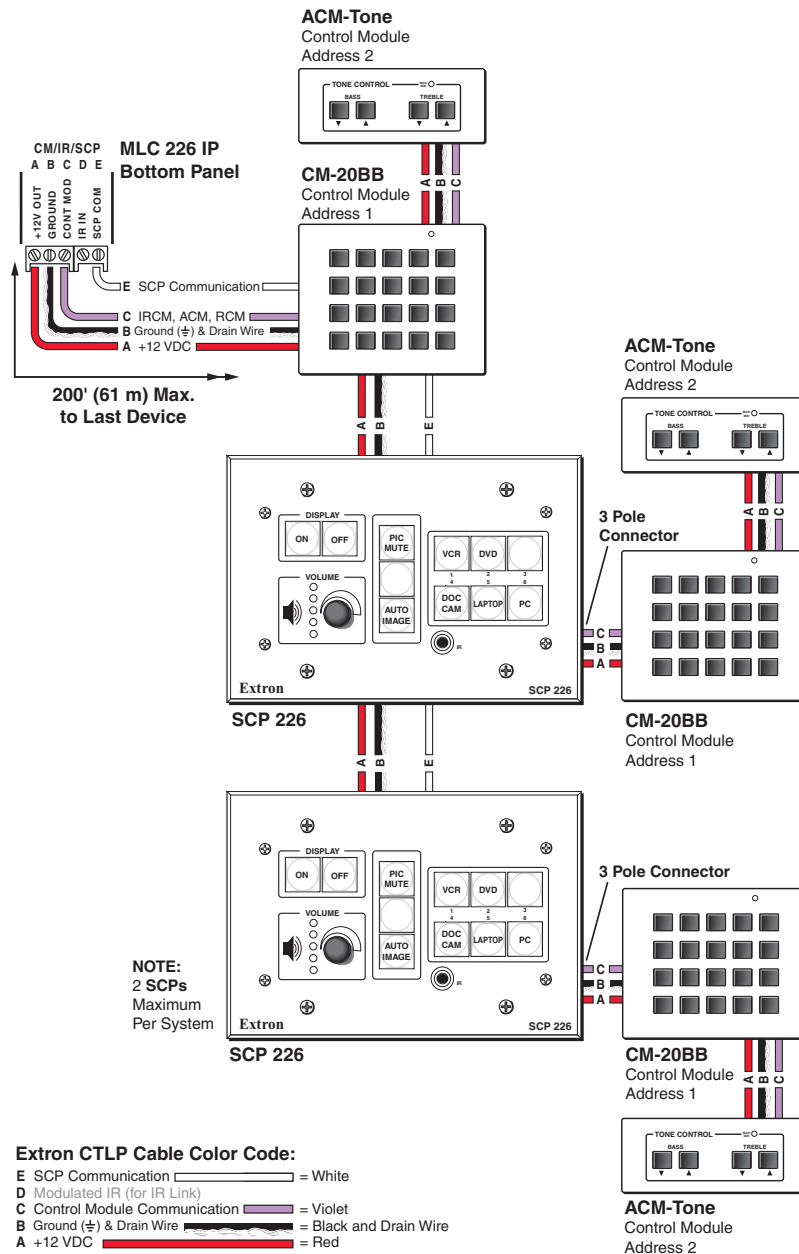 ACM-Tone
Control Module
Address 2
TONE CONTROL
BASS
TREBLE
CM/IR/SCP
A B C D E
MLC 226 IP
Bottom Panel
+12V OUT
GROUND
CONT MOD
IR IN
SCP COM
A B C
CM-20BB
Control Module
Address 1
E SCP Communication
C IRCM, ACM, RCM
B Ground (⏚) & Drain Wire
A +12 VDC
200' (61 m) Max.
to Last Device
A B E
ACM-Tone
Control Module
Address 2
TONE CONTROL
BASS
TREBLE
A B C
3 Pole
Connector
DISPLAY
ON OFF
VOLUME
PIC
MUTE
AUTO
IMAGE
VCR DVD
1 2 3
4 5 6
DOC
CAM
LAPTOP
PC
IR
Extron
SCP 226
C
B
A
SCP 226
CM-20BB
Control Module
Address 1
A B E
DISPLAY
ON OFF
VOLUME
PIC
MUTE
AUTO
IMAGE
VCR DVD
1 2 3
4 5 6
DOC
CAM
LAPTOP
PC
IR
Extron
SCP 226
3 Pole Connector
C
B
A
NOTE:
2 SCPs
Maximum
Per System
SCP 226
CM-20BB
Control Module
Address 1
A B C
TONE CONTROL
BASS
TREBLE
ACM-Tone
Control Module
Address 2
Extron CTLP Cable Color Code:
E SCP Communication = White
D Modulated IR (for IR Link)
C Control Module Communication = Violet
B Ground (⏚) & Drain Wire = Black and Drain Wire
A +12 VDC = Red